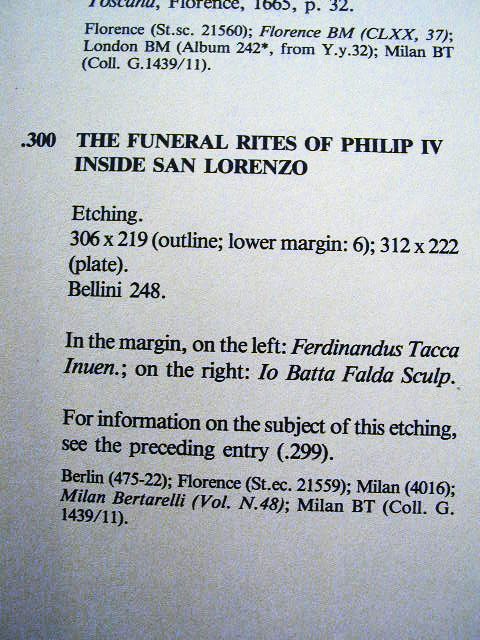 Toscana, Florence, 1665, p. 32.
Florence (St.sc. 21560); Florence BM (CLXX, 37);
London BM (Album 242*, from Y.y.32); Milan BT
(Coll. G.1439/11).
.300 THE FUNERAL RITES OF PHILIP IV
INSIDE SAN LORENZO
Etching.
306 x 219 (outline; lower margin: 6); 312 x 222
(plate).
Bellini 248.
In the margin, on the left: Ferdinandus Tacca
Inuen.; on the right: Io Batta Falda Sculp.
For information on the subject of this etching,
see the preceding entry (.299).
Berlin (475-22); Florence (St.ec. 21559); Milan (4016);
Milan Bertarelli (Vol. N.48); Milan BT (Coll. G.
1439/11).